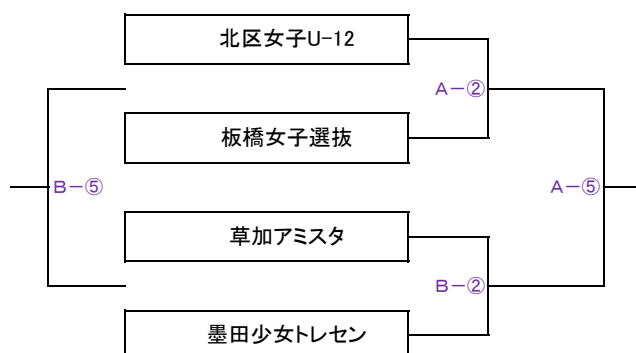 北区女子U-12
A-②
板橋女子選抜
B-⑤
A-⑤
草加アミスタ
B-②
墨田少女トレセン